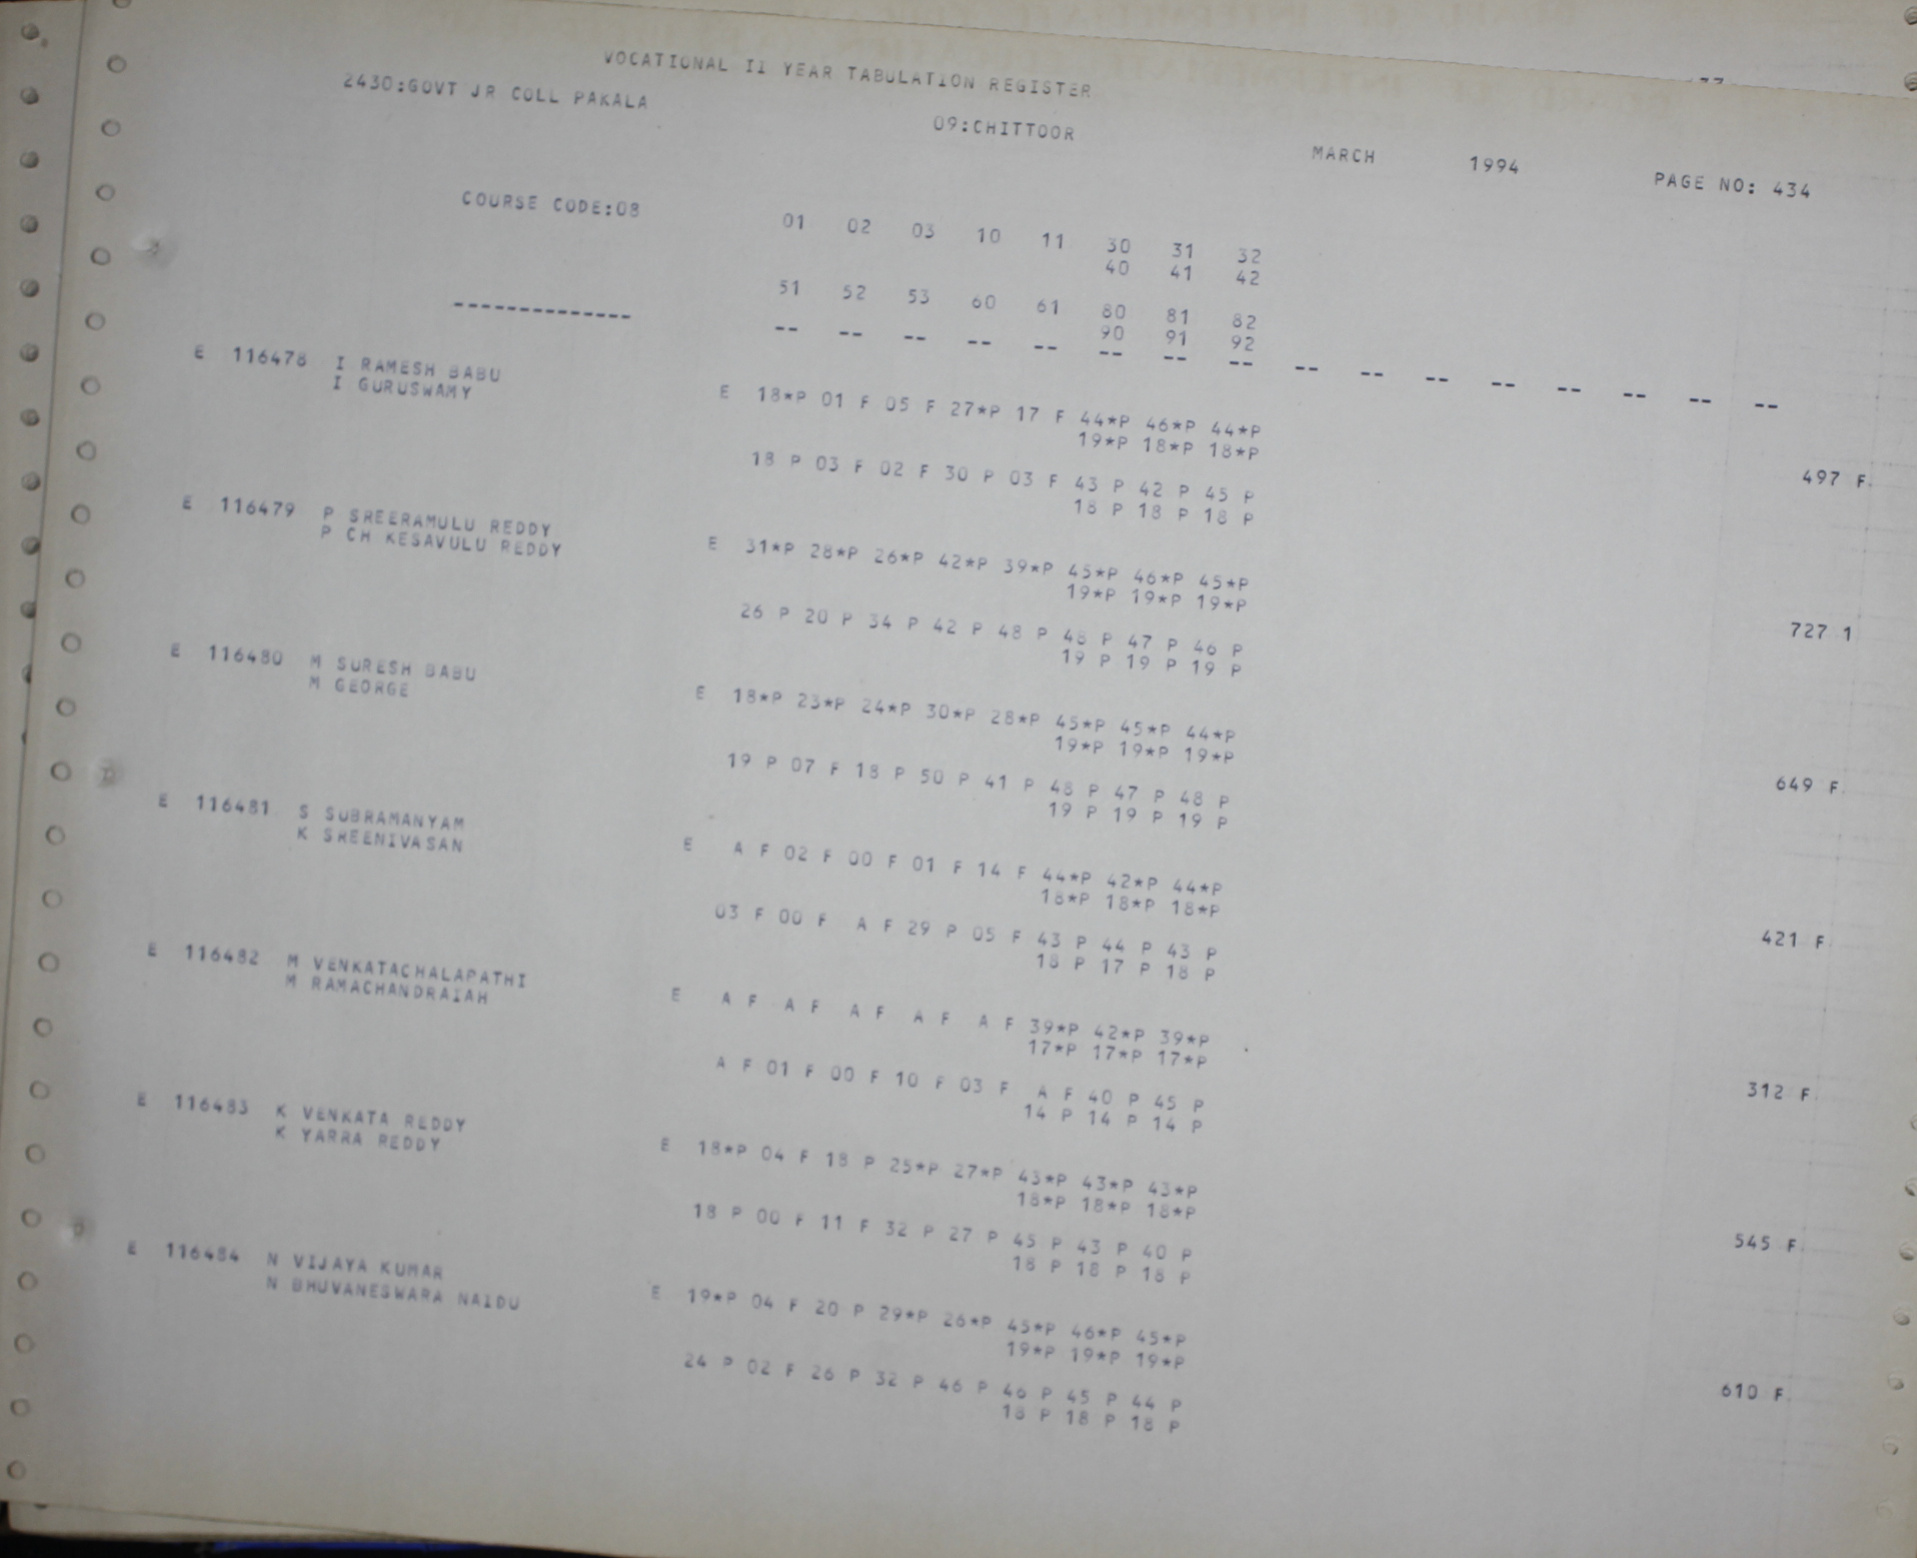 VOCATIONAL II YEAR TABULATION REGISTER
2430:GOVT JR COLL PAKALA 09:CHITTOOR MARCH 1994 PAGE NO: 434
COURSE CODE:08 01 02 03 10 11 30 31 32
40 41 42
51 52 53 60 61 80 81 82
90 91 92
-------------- -- -- -- -- -- -- -- -- -- -- -- -- -- -- -- --
E 116478 I RAMESH BABU
I GURUSWAMY
E 18*P 01 F 05 F 27*P 17 F 44*P 46*P 44*P
19*P 18*P 18*P
18 P 03 F 02 F 30 P 03 F 43 P 42 P 45 P 497 F
18 P 18 P 18 P
E 116479 P SREERAMULU REDDY
P CH KESAVULU REDDY
E 31*P 28*P 26*P 42*P 39*P 45*P 46*P 45*P
19*P 19*P 19*P
26 P 20 P 34 P 42 P 48 P 48 P 47 P 46 P 727 1
19 P 19 P 19 P
E 116480 M SURESH BABU
M GEORGE
E 18*P 23*P 24*P 30*P 28*P 45*P 45*P 44*P
19*P 19*P 19*P
19 P 07 F 18 P 50 P 41 P 48 P 47 P 48 P 649 F
19 P 19 P 19 P
E 116481 S SUBRAMANYAM
K SREENIVASAN
E A F 02 F 00 F 01 F 14 F 44*P 42*P 44*P
18*P 18*P 18*P
03 F 00 F A F 29 P 05 F 43 P 44 P 43 P 421 F
18 P 17 P 18 P
E 116482 M VENKATACHALAPATHI
M RAMACHANDRAIAH
E A F A F A F A F A F 39*P 42*P 39*P
17*P 17*P 17*P
A F 01 F 00 F 10 F 03 F A F 40 P 45 P 312 F
14 P 14 P 14 P
E 116483 K VENKATA REDDY
K YARRA REDDY
E 18*P 04 F 18 P 25*P 27*P 43*P 43*P 43*P
18*P 18*P 18*P
18 P 00 F 11 F 32 P 27 P 45 P 43 P 40 P 545 F
18 P 18 P 18 P
E 116484 N VIJAYA KUMAR
N BHUVANESWARA NAIDU
E 19*P 04 F 20 P 29*P 26*P 45*P 46*P 45*P
19*P 19*P 19*P
24 P 02 F 26 P 32 P 46 P 46 P 45 P 44 P 610 F
18 P 18 P 18 P